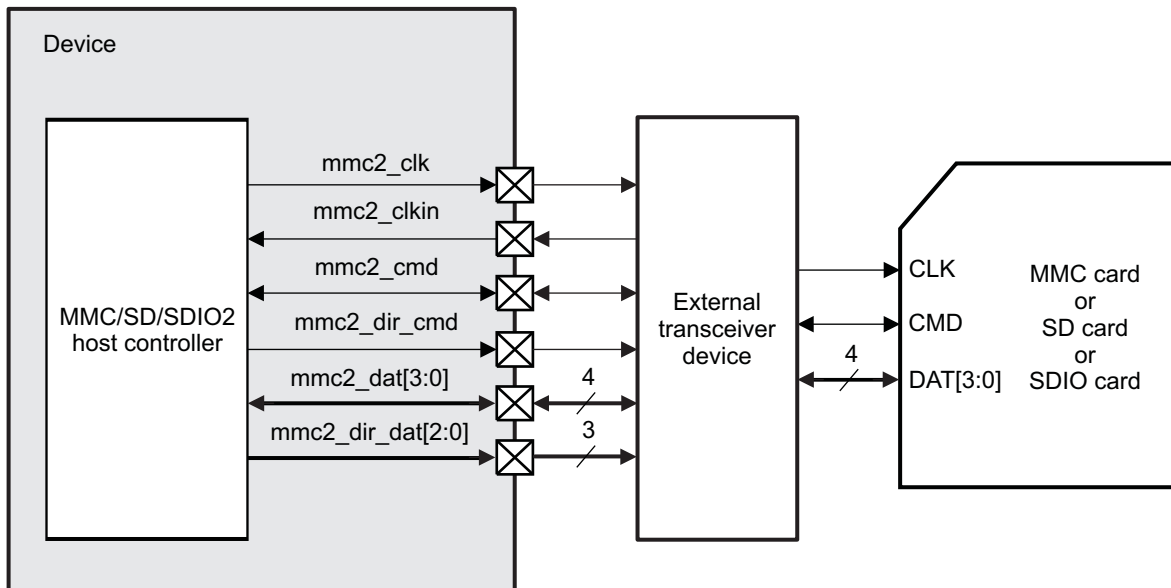 Device
mmc2_clk
mmc2_clkin
mmc2_cmd
mmc2_dir_cmd
mmc2_dat[3:0]
mmc2_dir_dat[2:0]
MMC/SD/SDIO2
host controller
4
3
External
transceiver
device
4
CLK
CMD
DAT[3:0]
MMC card
or
SD card
or
SDIO card